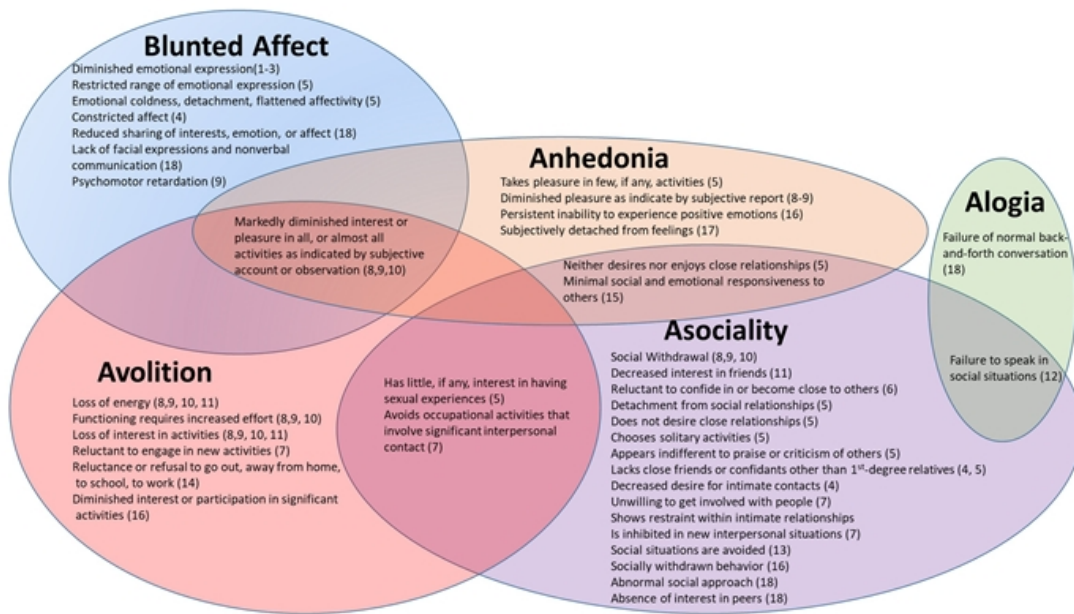 Blunted Affect
Diminished emotional expression(1-3)
Restricted range of emotional expression (5)
Emotional coldness, detachment, flattened affectivity (5)
Constricted affect (4)
Reduced sharing of interests, emotion, or affect (18)
Lack of facial expressions and nonverbal
communication (18)
Psychomotor retardation (9)
Anhedonia
Takes pleasure in few, if any, activities (5)
Diminished pleasure as indicate by subjective report (8-9)
Persistent inability to experience positive emotions (16)
Subjectively detached from feelings (17)
Alogia
Failure of normal back-
and-forth conversation
(18)
Markedly diminished interest or
pleasure in all, or almost all
activities as indicated by subjective
account or observation (8,9,10)
Neither desires nor enjoys close relationships (5)
Minimal social and emotional responsiveness to
others (15)
Asociality
Social Withdrawal (8,9, 10)
Decreased interest in friends (11)
Reluctant to confide in or become close to others (6)
Detachment from social relationships (5)
Does not desire close relationships (5)
Chooses solitary activities (5)
Appears indifferent to praise or criticism of others (5)
Lacks close friends or confidants other than 1st-degree relatives (4, 5)
Decreased desire for intimate contacts (4)
Unwilling to get involved with people (7)
Shows restraint within intimate relationships
Is inhibited in new interpersonal situations (7)
Social situations are avoided (13)
Socially withdrawn behavior (16)
Abnormal social approach (18)
Absence of interest in peers (18)
Failure to speak in
social situations (12)
Avolition
Loss of energy (8,9, 10, 11)
Functioning requires increased effort (8,9, 10)
Loss of interest in activities (8,9, 10, 11)
Reluctant to engage in new activities (7)
Reluctance or refusal to go out, away from home,
to school, to work (14)
Diminished interest or participation in significant
activities (16)
Has little, if any, interest in having
sexual experiences (5)
Avoids occupational activities that
involve significant interpersonal
contact (7)